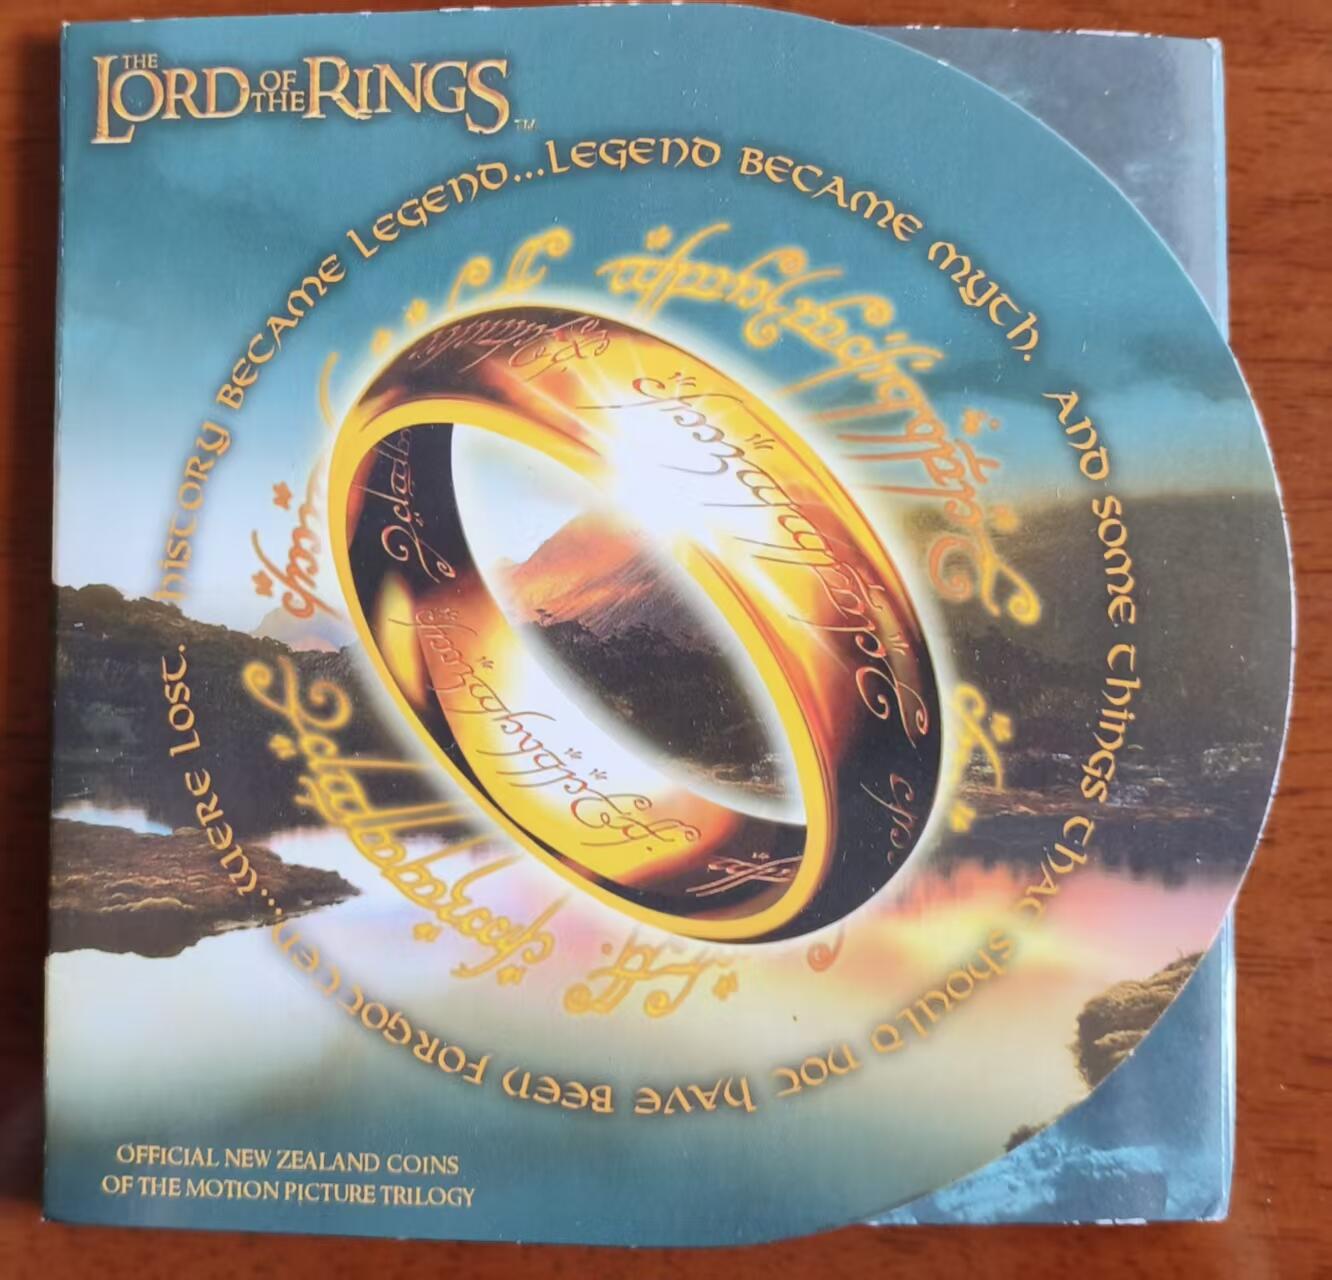 THE LORD OF THE RINGS™
HISTORY BECAME LEGEND...LEGEND BECAME MYTH. AND SOME THINGS THAT SHOULD NOT HAVE BEEN FORGOTTEN...WERE LOST.
OFFICIAL NEW ZEALAND COINS
OF THE MOTION PICTURE TRILOGY